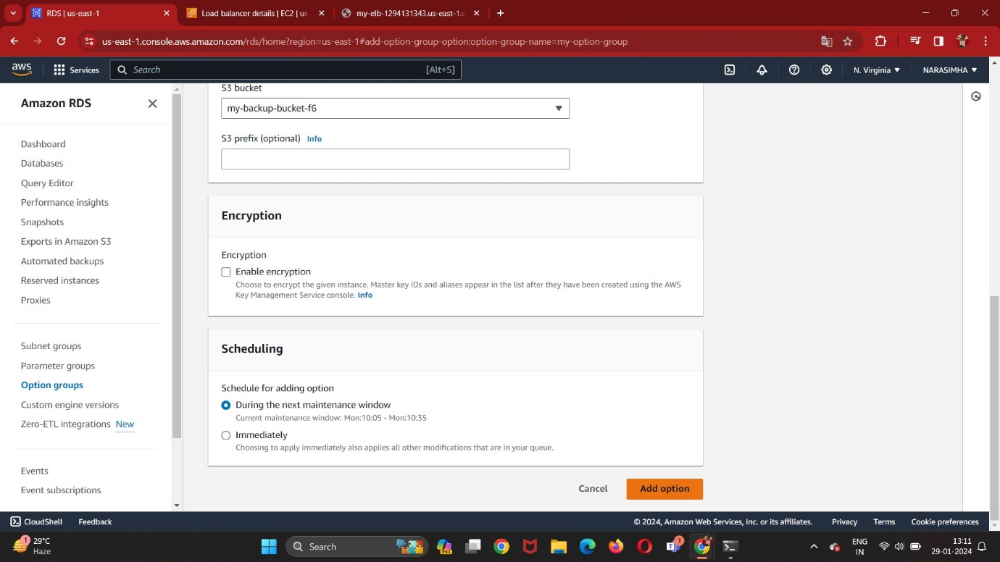 RDS | us-east-1
Load balancer details | EC2 | us-
my-elb-1294131343.us-east-1.e
us-east-1.console.aws.amazon.com/rds/home?region=us-east-1#add-option-group-option:option-group-name=my-option-group
aws
Services
Search
[Alt+S]
N. Virginia
NARASIMHA
Amazon RDS
Dashboard
Databases
Query Editor
Performance insights
Snapshots
Exports in Amazon S3
Automated backups
Reserved instances
Proxies
Subnet groups
Parameter groups
Option groups
Custom engine versions
Zero-ETL integrations New
Events
Event subscriptions
S3 bucket
my-backup-bucket-f6
S3 prefix (optional) Info
Encryption
Encryption
Enable encryption
Choose to encrypt the given instance. Master key IDs and aliases appear in the list after they have been created using the AWS
Key Management Service console. Info
Scheduling
Schedule for adding option
During the next maintenance window
Current maintenance window: Mon:10:05 - Mon:10:35
Immediately
Choosing to apply immediately also applies all other modifications that are in your queue.
Cancel
Add option
CloudShell
Feedback
© 2024, Amazon Web Services, Inc. or its affiliates.
Privacy
Terms
Cookie preferences
1
29°C
Haze
Search
PRE
1
ENG
IN
13:11
29-01-2024